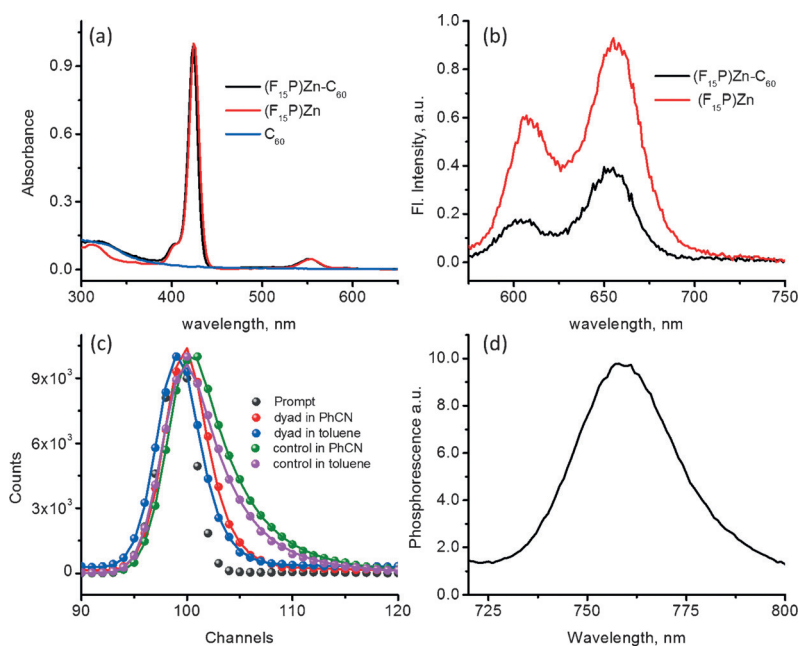 (a)
0.9
0.6
0.3
0.0
Absorbance
(F₁₅P)Zn-C₆₀
(F₁₅P)Zn
C₆₀
300 400 500 600
wavelength, nm
(b)
1.0
0.8
0.6
0.4
0.2
0.0
Fl. Intensity, a.u.
(F₁₅P)Zn-C₆₀
(F₁₅P)Zn
600 650 700 750
wavelength, nm
(c)
9x10³
6x10³
3x10³
0
Counts
Prompt
dyad in PhCN
dyad in toluene
control in PhCN
control in toluene
90 100 110 120
Channels
(d)
10.0
8.0
6.0
4.0
2.0
1.0
Phosphorescence a.u.
725 750 775 800
Wavelength, nm